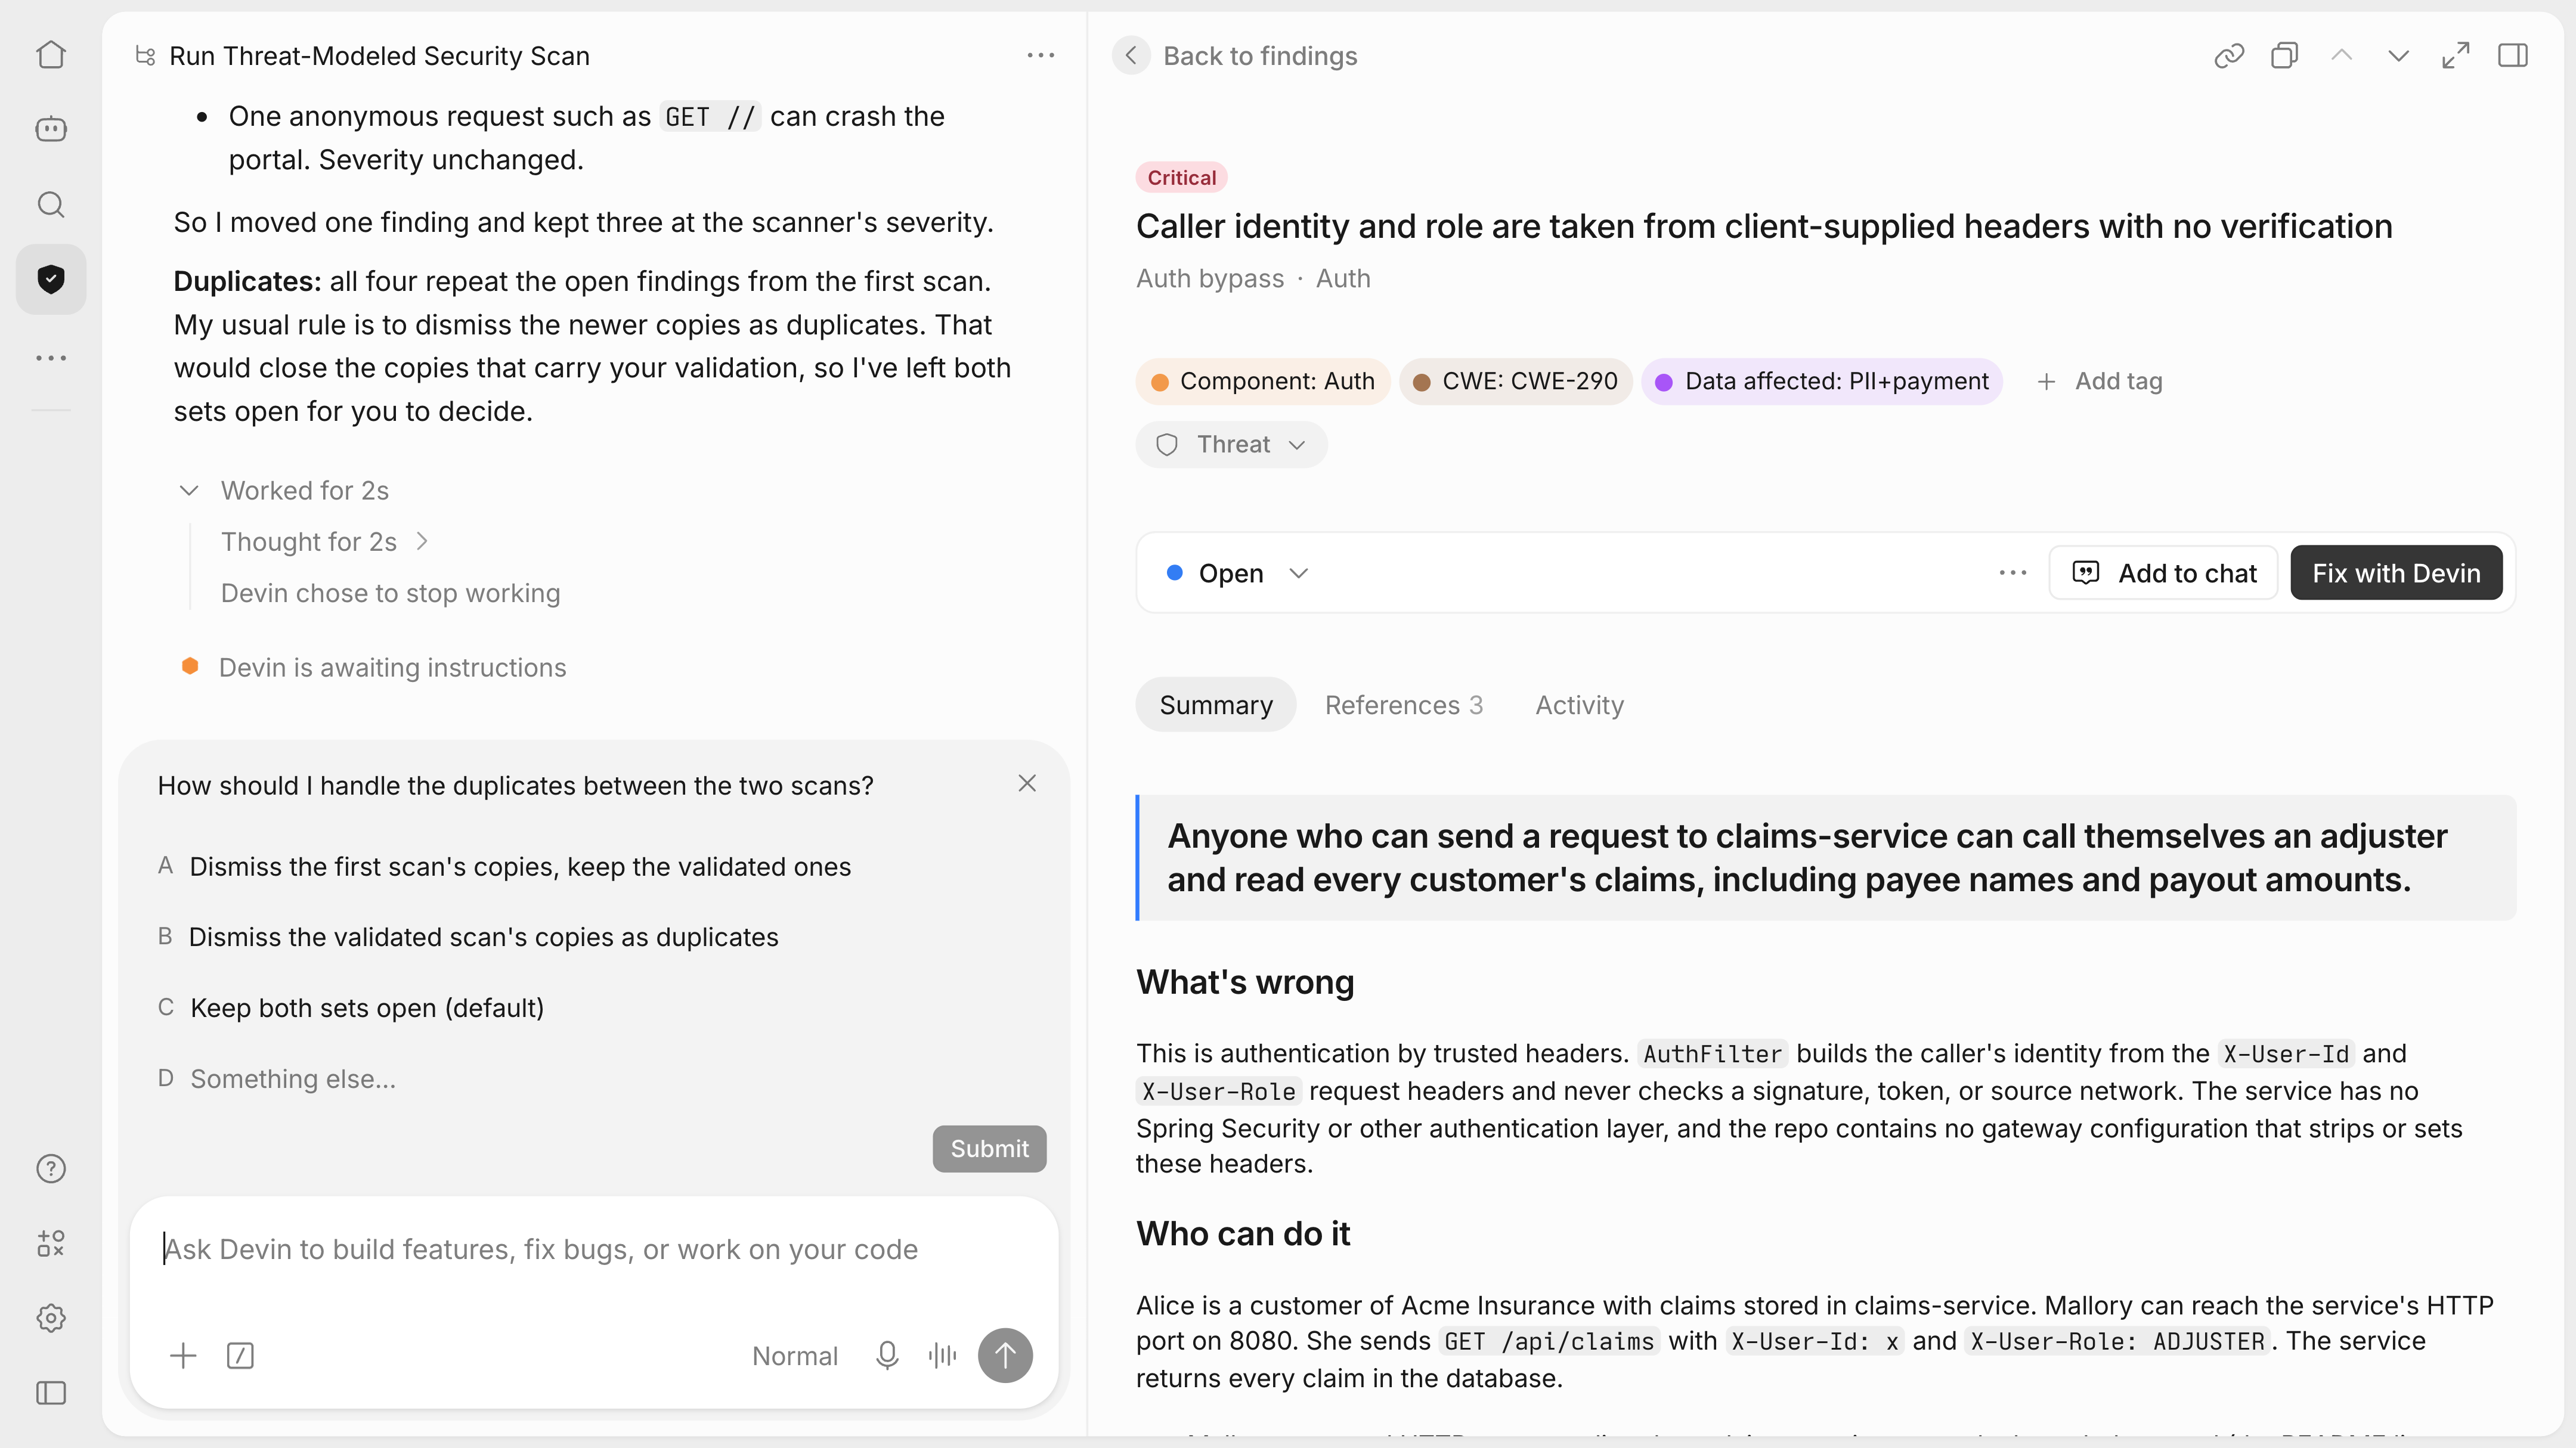 Run Threat-Modeled Security Scan
One anonymous request such as GET // can crash the
portal. Severity unchanged.
So I moved one finding and kept three at the scanner's severity.
Duplicates: all four repeat the open findings from the first scan.
My usual rule is to dismiss the newer copies as duplicates. That
would close the copies that carry your validation, so I've left both
sets open for you to decide.
Worked for 2s
Thought for 2s
Devin chose to stop working
Devin is awaiting instructions
How should I handle the duplicates between the two scans?
A Dismiss the first scan's copies, keep the validated ones
B Dismiss the validated scan's copies as duplicates
C Keep both sets open (default)
D Something else...
Submit
Ask Devin to build features, fix bugs, or work on your code
Normal
Back to findings
Critical
Caller identity and role are taken from client-supplied headers with no verification
Auth bypass · Auth
Component: Auth CWE: CWE-290 Data affected: PII+payment Add tag
Threat
Open Add to chat Fix with Devin
Summary References 3 Activity
Anyone who can send a request to claims-service can call themselves an adjuster
and read every customer's claims, including payee names and payout amounts.
What's wrong
This is authentication by trusted headers. AuthFilter builds the caller's identity from the X-User-Id and
X-User-Role request headers and never checks a signature, token, or source network. The service has no
Spring Security or other authentication layer, and the repo contains no gateway configuration that strips or sets
these headers.
Who can do it
Alice is a customer of Acme Insurance with claims stored in claims-service. Mallory can reach the service's HTTP
port on 8080. She sends GET /api/claims with X-User-Id: x and X-User-Role: ADJUSTER. The service
returns every claim in the database.